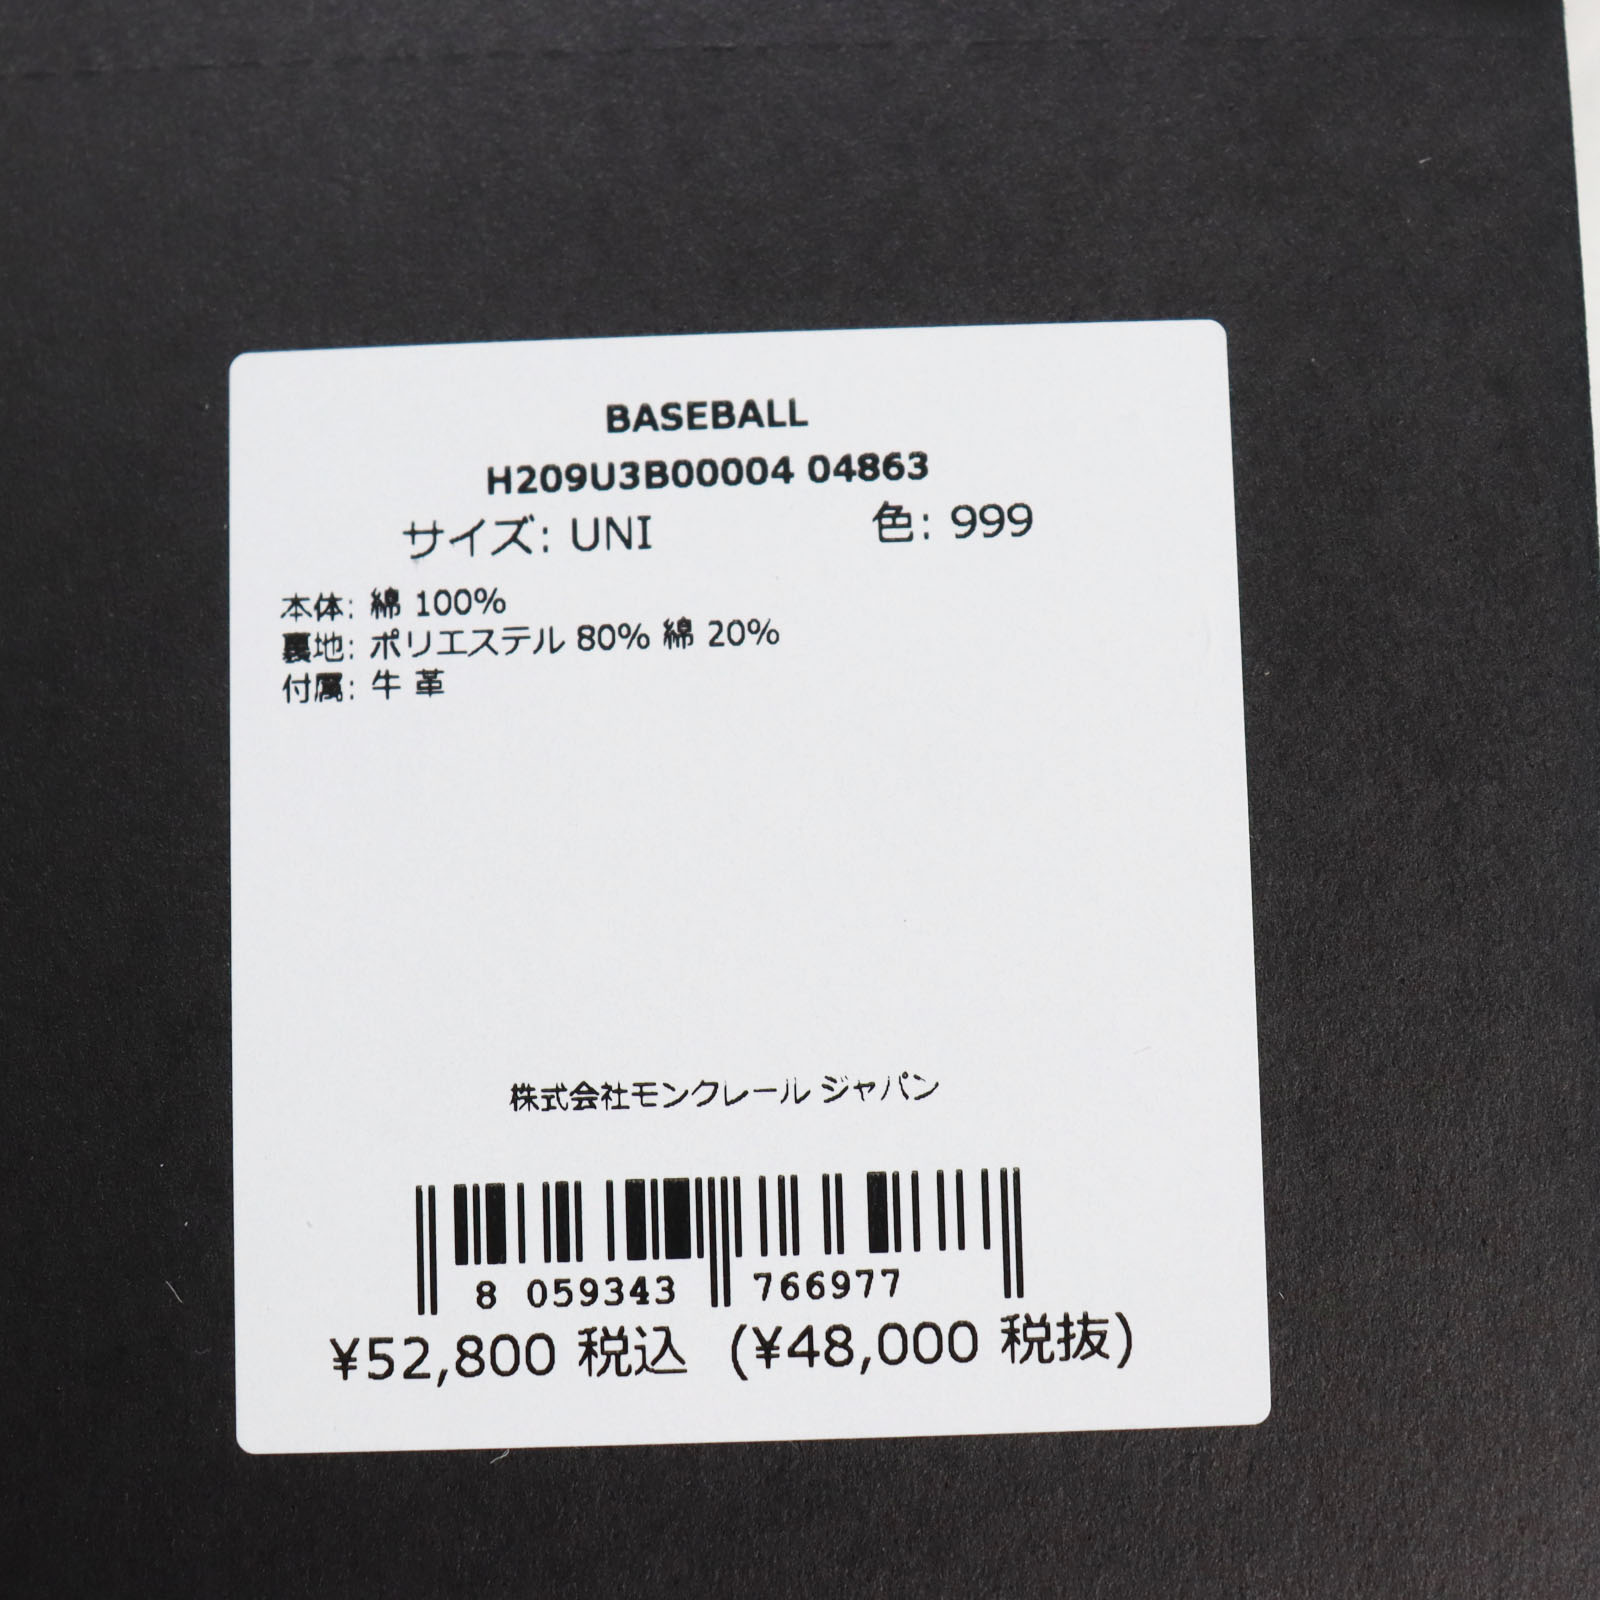 BASEBALL
H209U3B00004 04863
サイズ: UNI 色: 999
本体: 綿 100%
裏地: ポリエステル 80% 綿 20%
付属: 牛 革
株式会社モンクレール ジャパン
8 059343 766977
¥52,800 税込 (¥48,000 税抜)